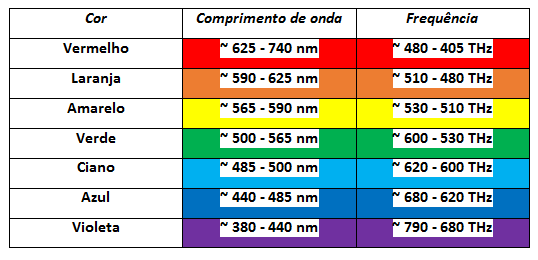 Cor Comprimento de onda Frequência
Vermelho ~ 625 - 740 nm ~ 480 - 405 THz
Laranja ~ 590 - 625 nm ~ 510 - 480 THz
Amarelo ~ 565 - 590 nm ~ 530 - 510 THz
Verde ~ 500 - 565 nm ~ 600 - 530 THz
Ciano ~ 485 - 500 nm ~ 620 - 600 THz
Azul ~ 440 - 485 nm ~ 680 - 620 THz
Violeta ~ 380 - 440 nm ~ 790 - 680 THz